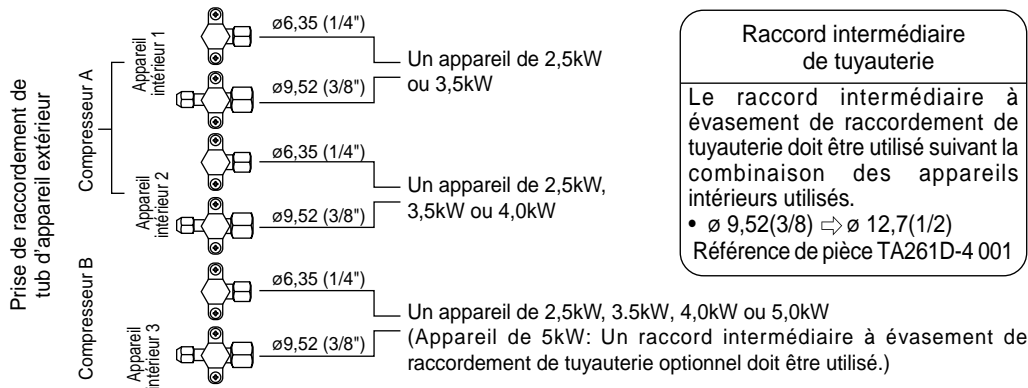 Prise de racccordement de
tub d'appareil extérieur
Compresseur A
Appareil
intérieur 1
ø6,35 (1/4")
ø9,52 (3/8")
Un appareil de 2,5kW
ou 3,5kW
Appareil
intérieur 2
ø6,35 (1/4")
ø9,52 (3/8")
Un appareil de 2,5kW,
3,5kW ou 4,0kW
Compresseur B
Appareil
intérieur 3
ø6,35 (1/4")
ø9,52 (3/8")
Un appareil de 2,5kW, 3.5kW, 4,0kW ou 5,0kW
(Appareil de 5kW: Un raccord intermédiaire à évasement de
raccordement de tuyauterie optionnel doit être utilisé.)
Raccord intermédiaire
de tuyauterie
Le raccord intermédiaire à
évasement de raccordement de
tuyauterie doit être utilisé suivant la
combinaison des appareils
intérieurs utilisés.
• ø 9,52(3/8) ⇨ ø 12,7(1/2)
Référence de pièce TA261D-4 001